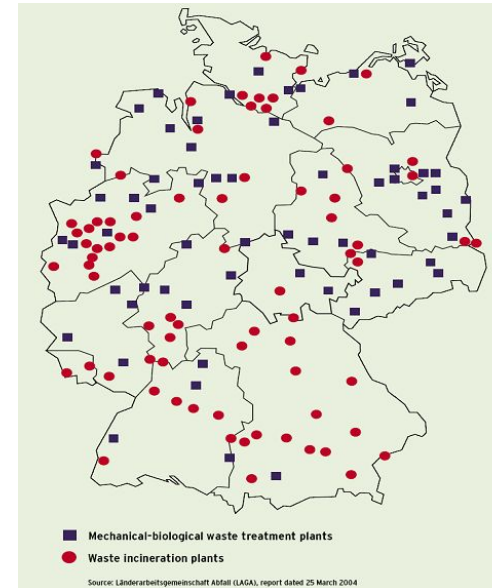 Mechanical-biological waste treatment plants
Waste incineration plants
Source: Länderarbeitsgemeinschaft Abfall (LAGA), report dated 25 March 2004